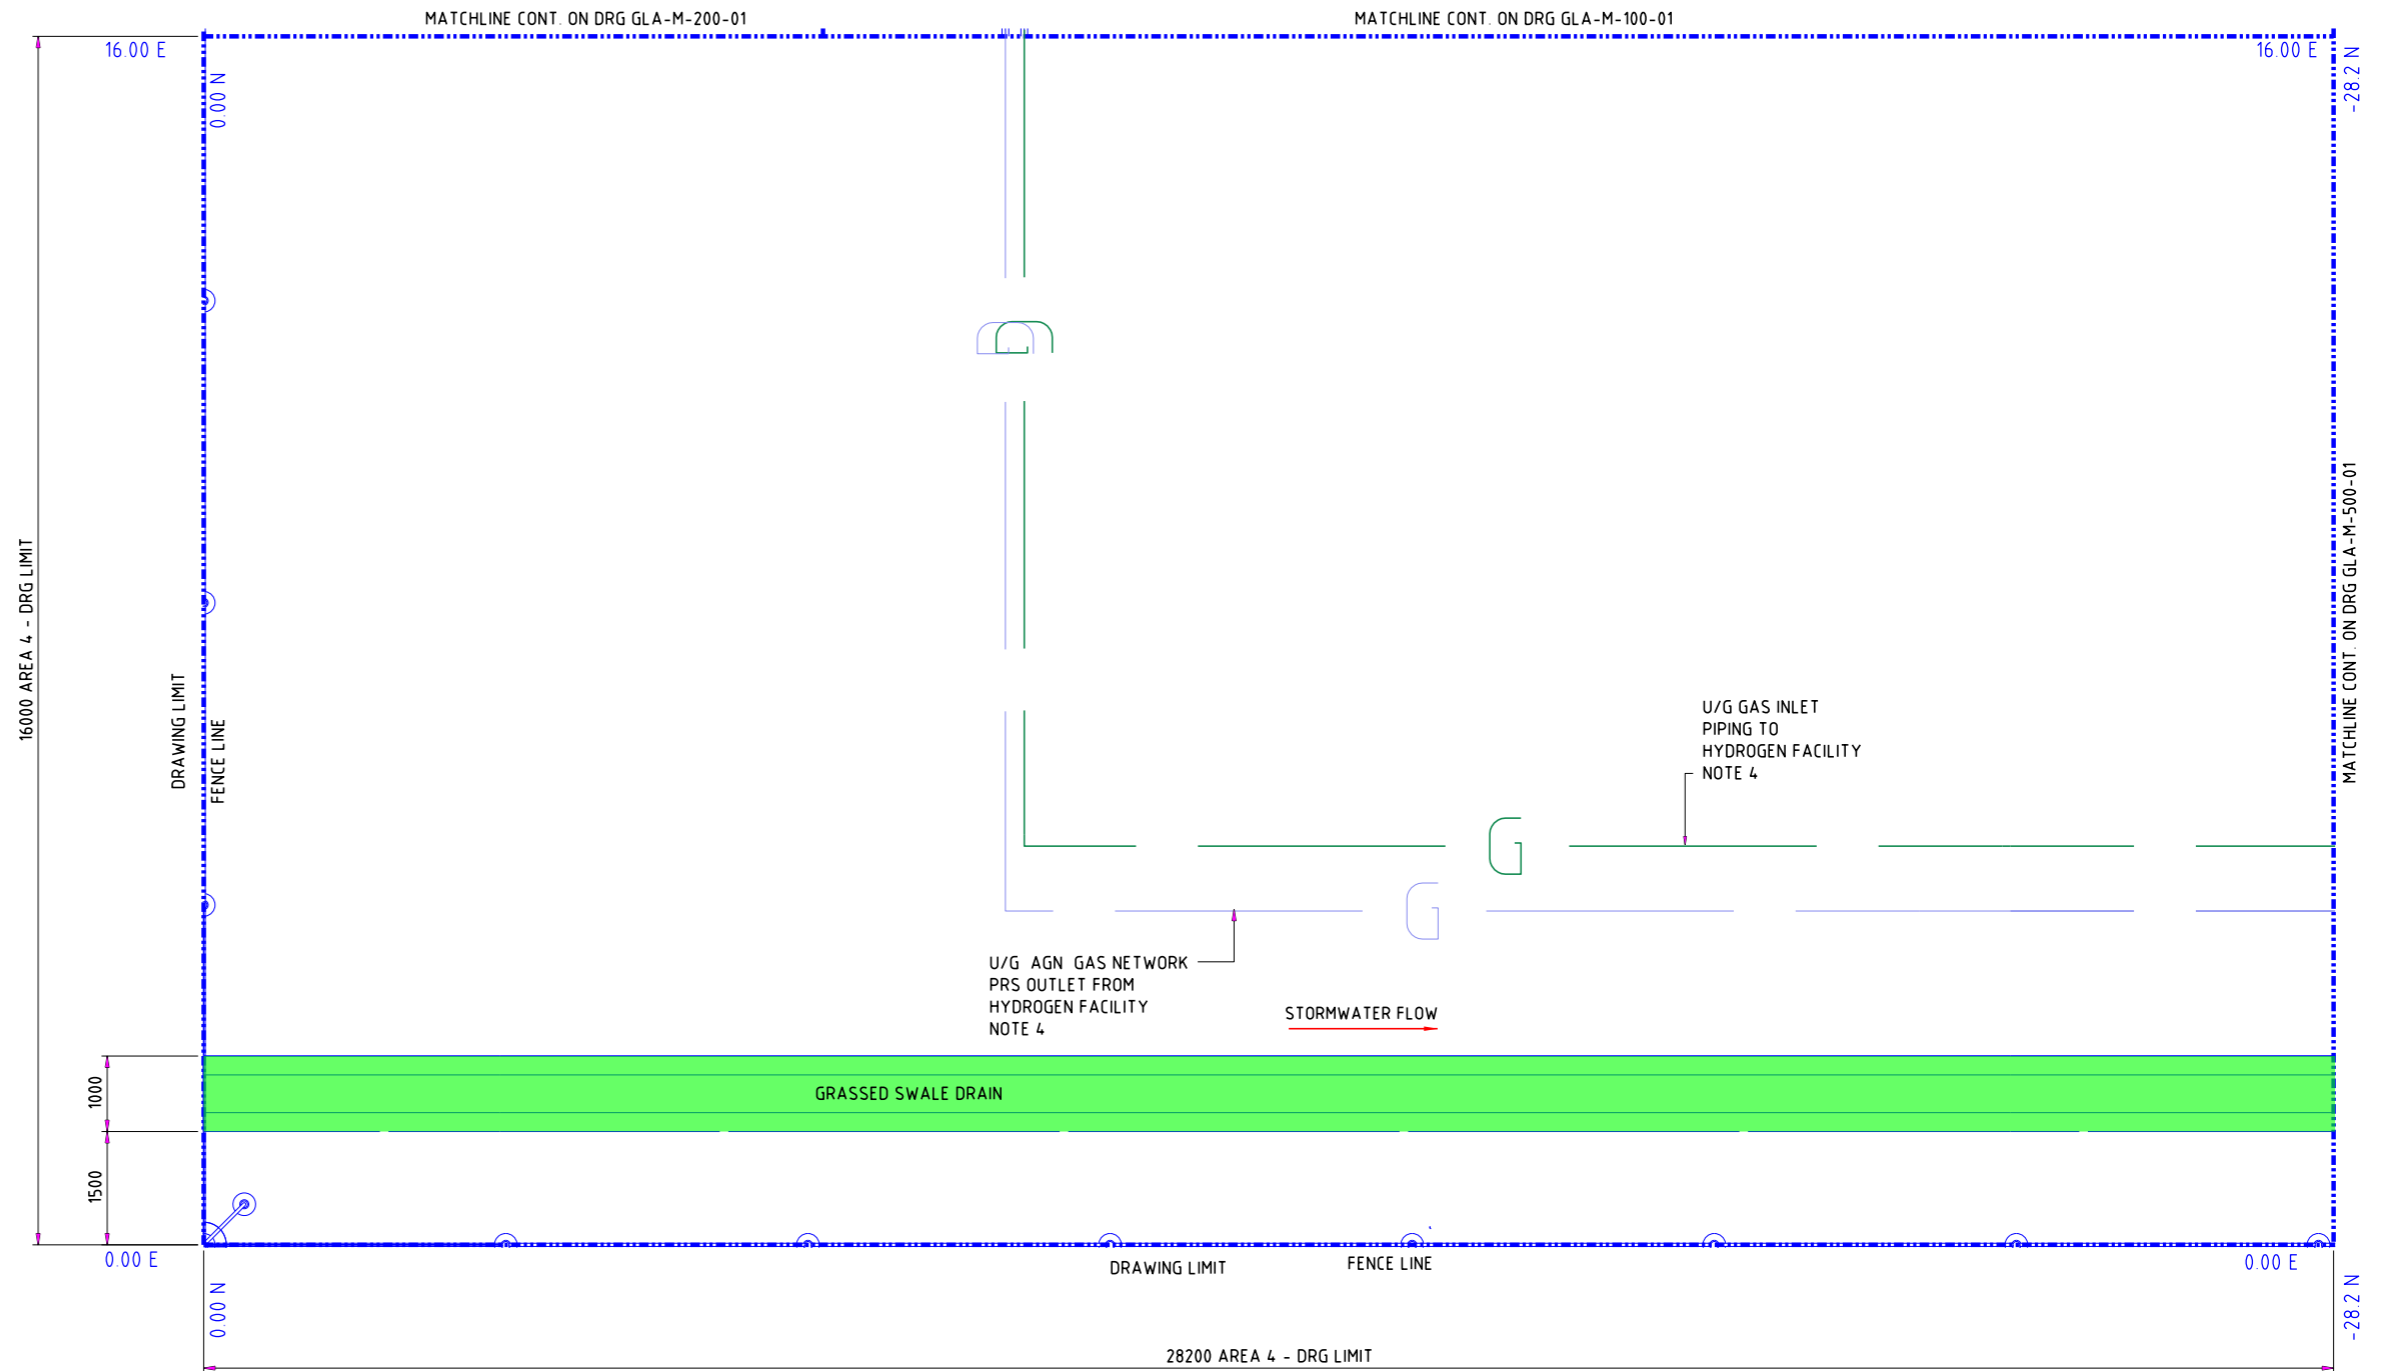 MATCHLINE CONT. ON DRG GLA-M-200-01
MATCHLINE CONT. ON DRG GLA-M-100-01
16.00 E
16.00 E
0.00 N
-28.2 N
16000 AREA 4 - DRG LIMIT
DRAWING LIMIT
FENCE LINE
MATCHLINE CONT. ON DRG GLA-M-500-01
G
G
U/G GAS INLET
PIPING TO
HYDROGEN FACILITY
NOTE 4
G
G
U/G AGN GAS NETWORK
PRS OUTLET FROM
HYDROGEN FACILITY
NOTE 4
STORMWATER FLOW
1000
GRASSED SWALE DRAIN
1500
0.00 E
DRAWING LIMIT
FENCE LINE
0.00 E
0.00 N
-28.2 N
28200 AREA 4 - DRG LIMIT